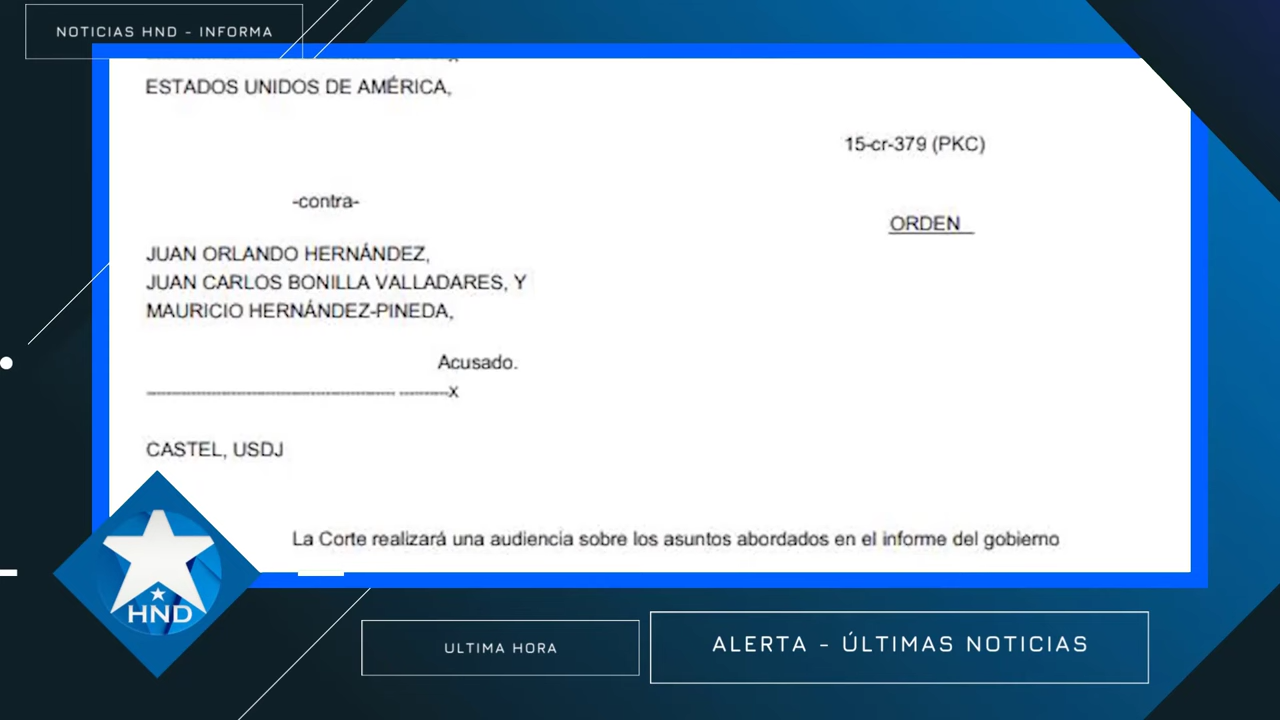 NOTICIAS HND - INFORMA
ESTADOS UNIDOS DE AMÉRICA,
15-cr-379 (PKC)
-contra-
ORDEN
JUAN ORLANDO HERNÁNDEZ,
JUAN CARLOS BONILLA VALLADARES, Y
MAURICIO HERNÁNDEZ-PINEDA,
Acusado.
---------------------------------------------------- -----------X
CASTEL, USDJ
La Corte realizará una audiencia sobre los asuntos abordados en el informe del gobierno
HND
ULTIMA HORA
ALERTA - ÚLTIMAS NOTICIAS